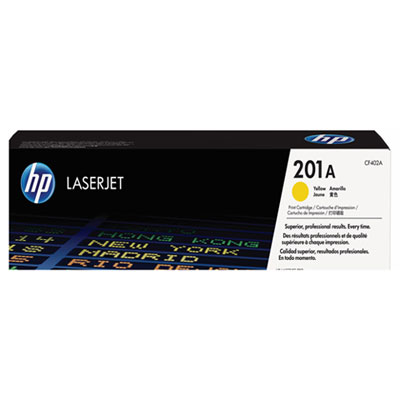 hp
hp
LASERJET
201A
CF402A
Yellow Amarillo
Jaune 黄色
Print Cartridge / Cartouche d'impression /
Cartucho de impresión / 打印硒鼓
Superior, professional results. Every time.
Des résultats professionnels et de qualité
supérieure à chaque impression.
Calidad superior, resultados profesionales.
En todo momento.
HONG KONG
NEW YORK
RIO DE